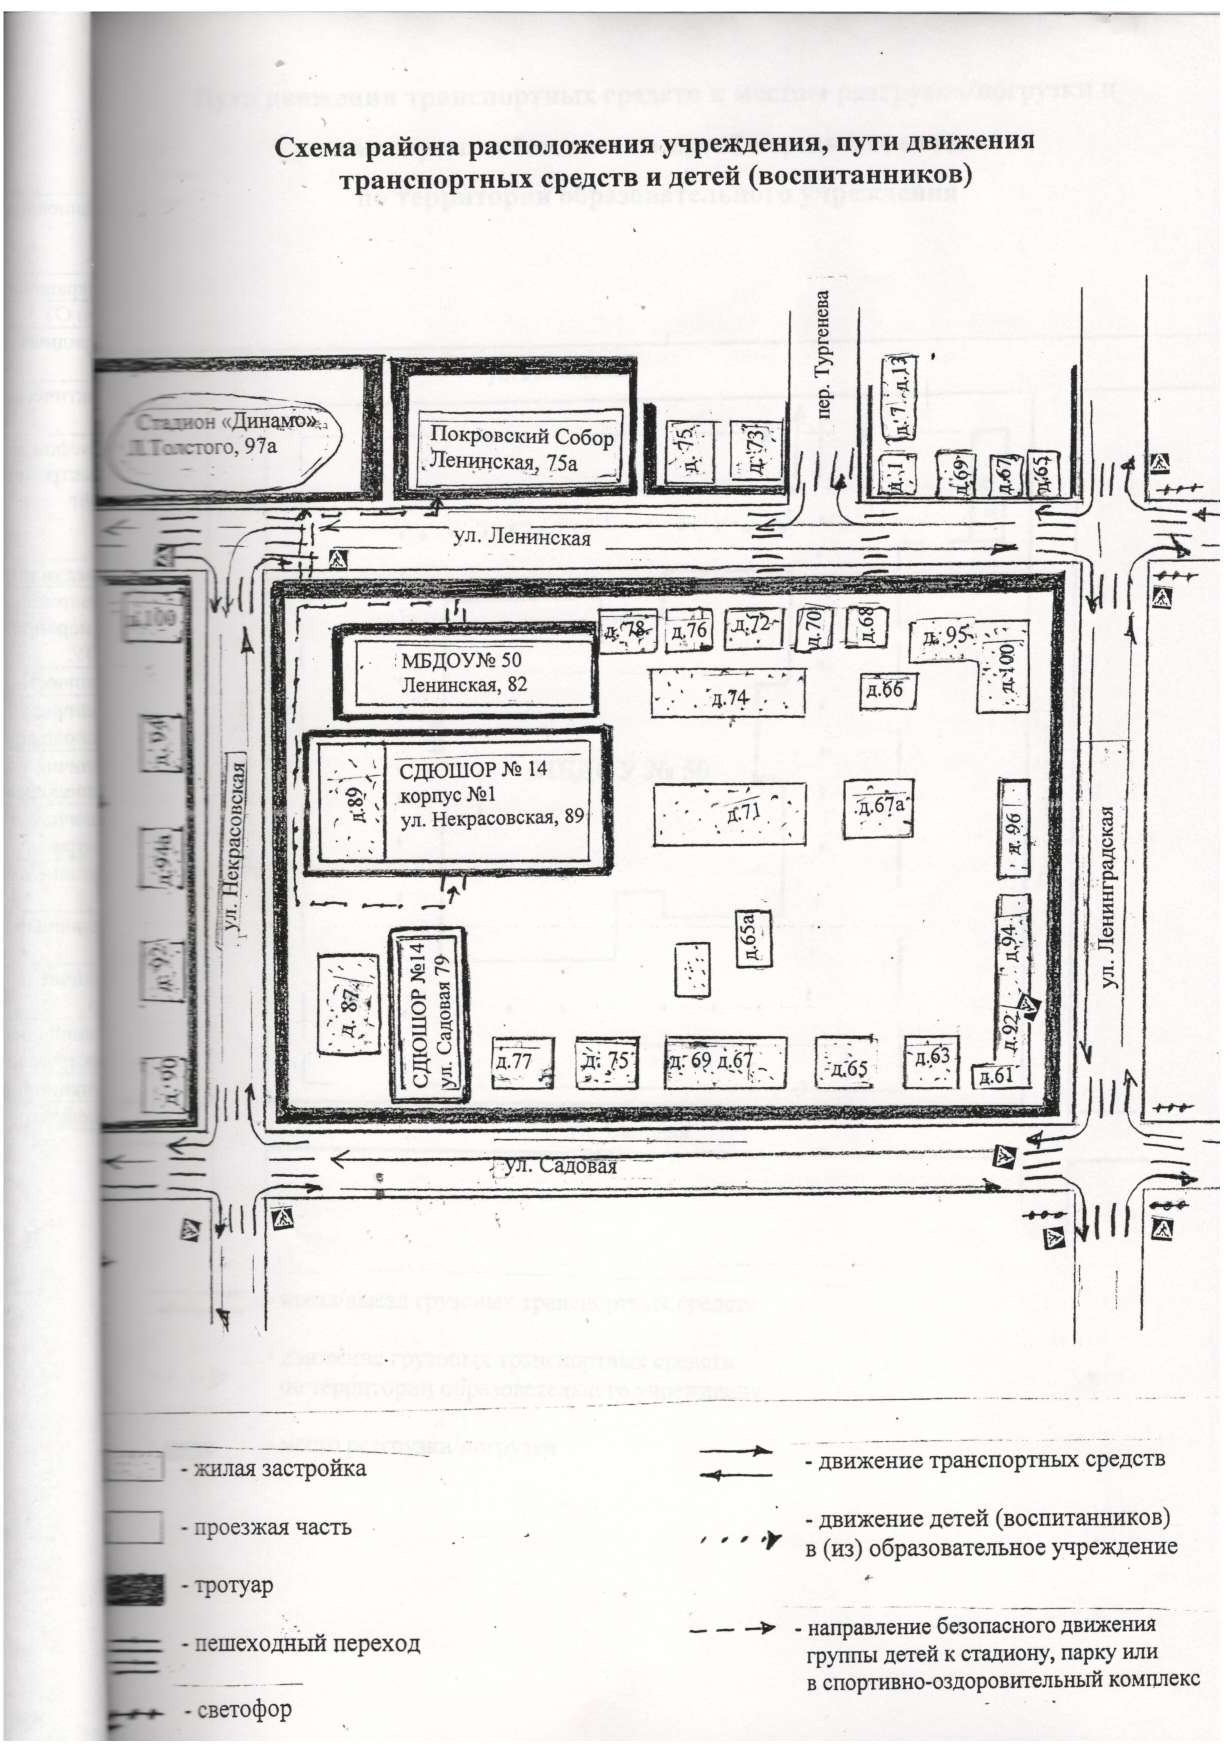 Схема района расположения учреждения, пути движения
транспортных средств и детей (воспитанников)
пер. Тургенева
Стадион «Динамо»
Л.Толстого, 97а
Покровский Собор
Ленинская, 75а
д. 75
д.73
д.7
д.13
д.1
д.69
д.67
д.65
ул. Ленинская
д.100
д.94
д.94а
д. 92
д.90
ул. Некрасовская
МБДОУ№ 50
Ленинская, 82
д. 78
д.76
д.72
д.70
д.68
д. 95
д.100
д.74
д.66
д.89
СДЮШОР № 14
корпус №1
ул. Некрасовская, 89
д.71
д.67а
д.96
ул. Ленинградская
д.65а
д.94
д.92
д. 87
СДЮШОР №14
ул. Садовая 79
д.77
д. 75
д. 69 д.67
д.65
д.63
д.61
ул. Садовая
- жилая застройка
- проезжая часть
- тротуар
- пешеходный переход
- светофор
- движение транспортных средств
- движение детей (воспитанников)
в (из) образовательное учреждение
- направление безопасного движения
группы детей к стадиону, парку или
в спортивно-оздоровительный комплекс